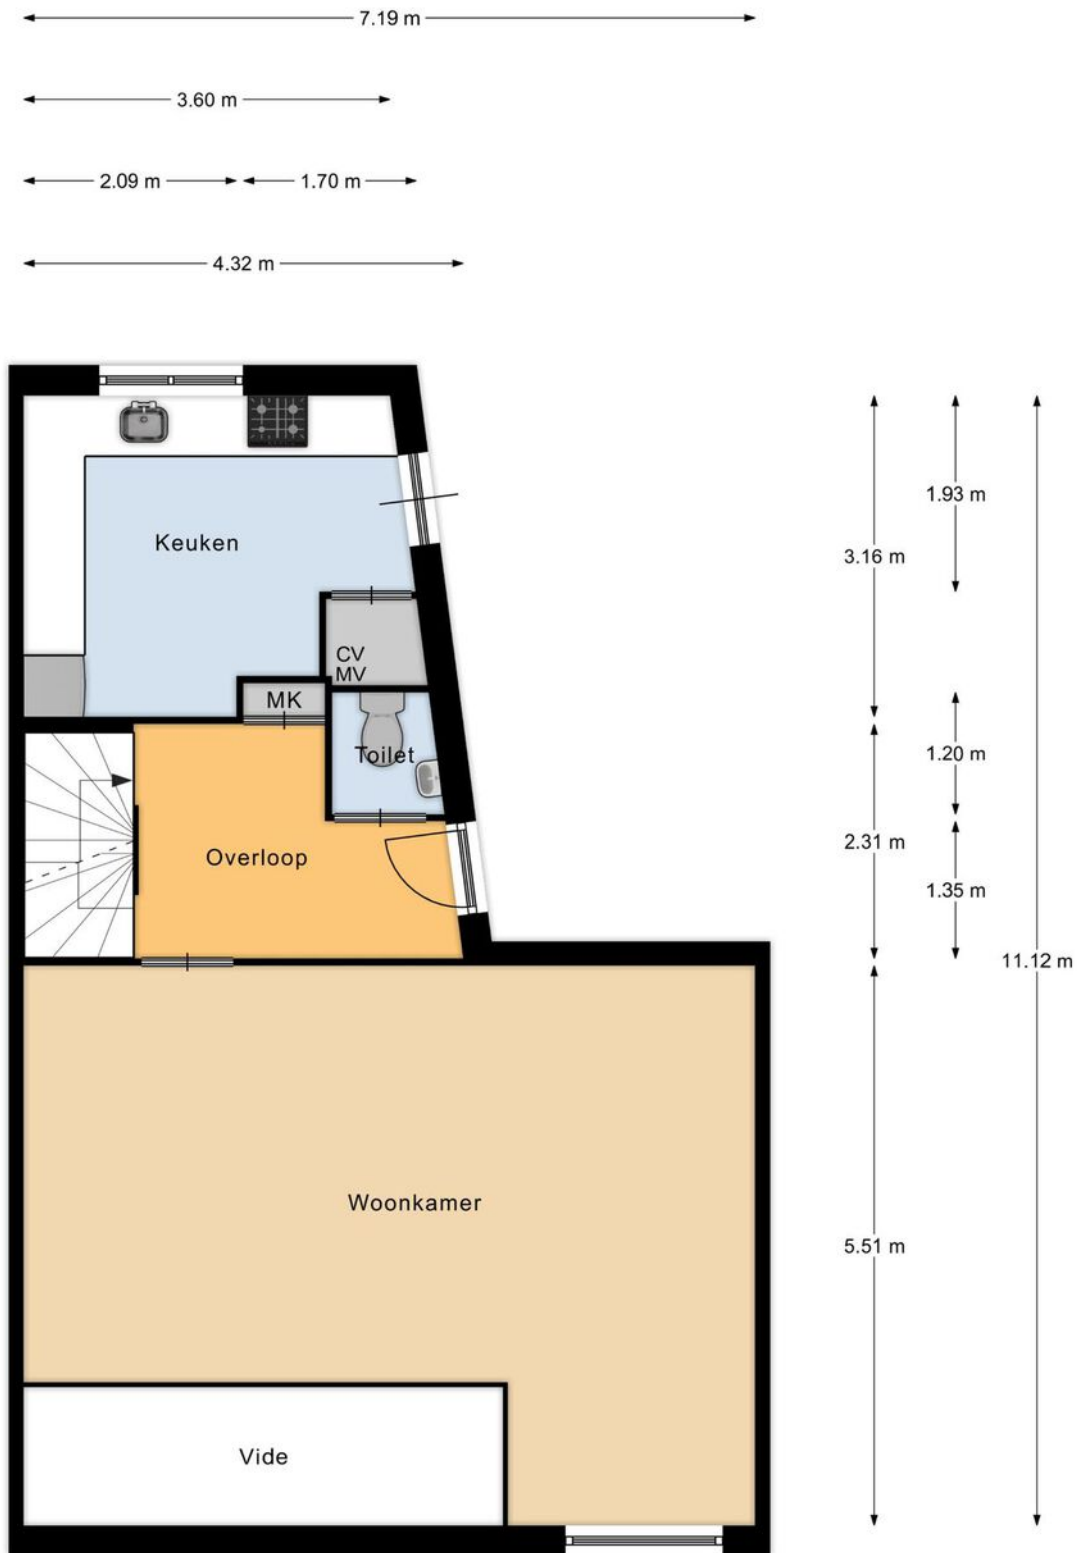 7.19 m
3.60 m
2.09 m
1.70 m
4.32 m
1.93 m
Keuken
3.16 m
CV
MV
MK
Toilet
1.20 m
2.31 m
Overloop
1.35 m
11.12 m
Woonkamer
5.51 m
Vide